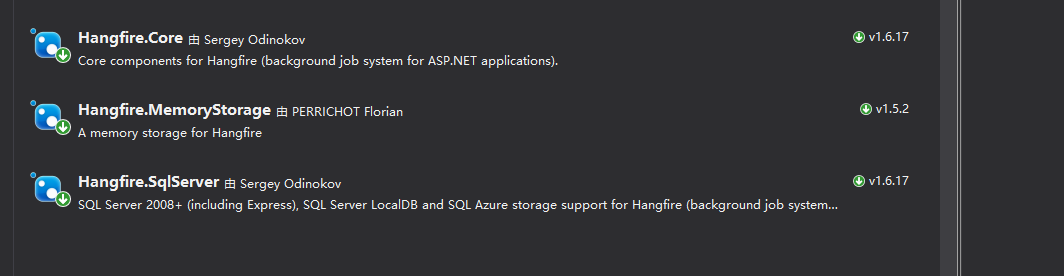 Hangfire.Core 由 Sergey Odinokov v1.6.17
Core components for Hangfire (background job system for ASP.NET applications).
Hangfire.MemoryStorage 由 PERRICHOT Florian v1.5.2
A memory storage for Hangfire
Hangfire.SqlServer 由 Sergey Odinokov v1.6.17
SQL Server 2008+ (including Express), SQL Server LocalDB and SQL Azure storage support for Hangfire (background job system...